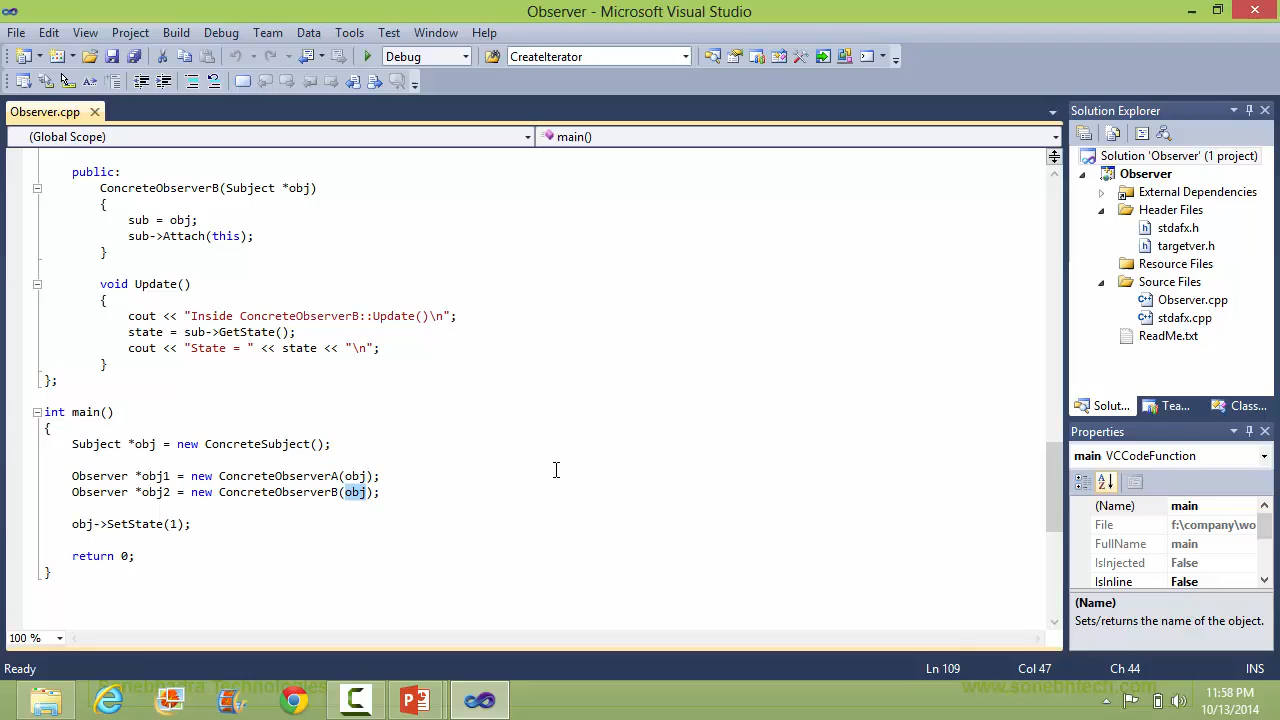 Observer - Microsoft Visual Studio
File Edit View Project Build Debug Team Data Tools Test Window Help
Debug CreateIterator
Observer.cpp
(Global Scope) main()
public:
ConcreteObserverB(Subject *obj)
{
sub = obj;
sub->Attach(this);
}
void Update()
{
cout << "Inside ConcreteObserverB::Update()\n";
state = sub->GetState();
cout << "State = " << state << "\n";
}
};
int main()
{
Subject *obj = new ConcreteSubject();
Observer *obj1 = new ConcreteObserverA(obj);
Observer *obj2 = new ConcreteObserverB(obj);
obj->SetState(1);
return 0;
}
100 %
Solution Explorer
Solution 'Observer' (1 project)
Observer
External Dependencies
Header Files
stdafx.h
targetver.h
Resource Files
Source Files
Observer.cpp
stdafx.cpp
ReadMe.txt
Solut... Tea... Class...
Properties
main VCCodeFunction
(Name) main
File f:\company\wo
FullName main
IsInjected False
IsInline False
(Name)
Sets/returns the name of the object.
Ready Ln 109 Col 47 Ch 44 INS
Sonebhadra Technologies www.sonebhtech.com
11:58 PM
10/13/2014